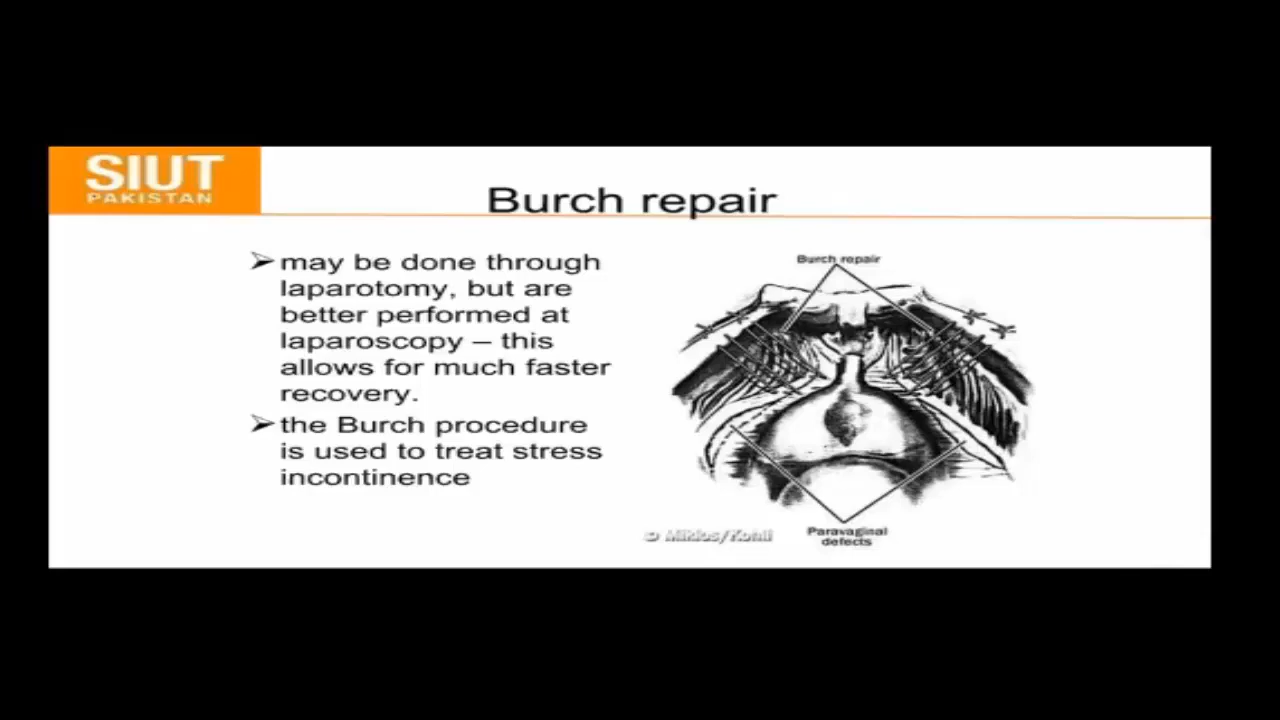 SIUT
PAKISTAN
Burch repair
➢ may be done through
laparotomy, but are
better performed at
laparoscopy – this
allows for much faster
recovery.
➢ the Burch procedure
is used to treat stress
incontinence
Burch repair
Paravaginal
defects
© Miklos/Kohli